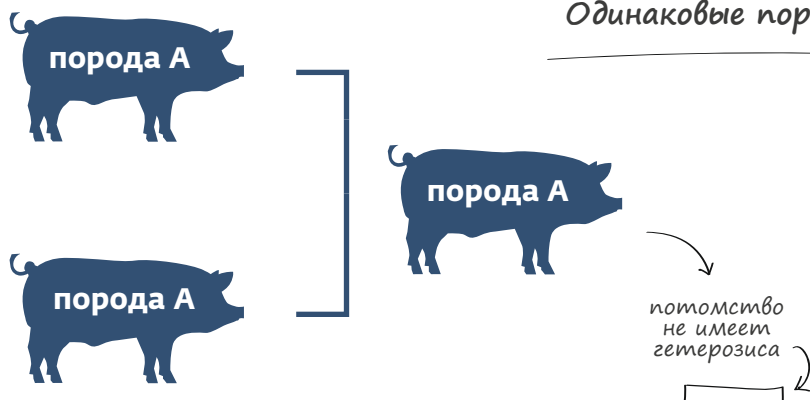 Одинаковые пор
порода А
порода А
порода А
потомство
не имеет
гетерозиса